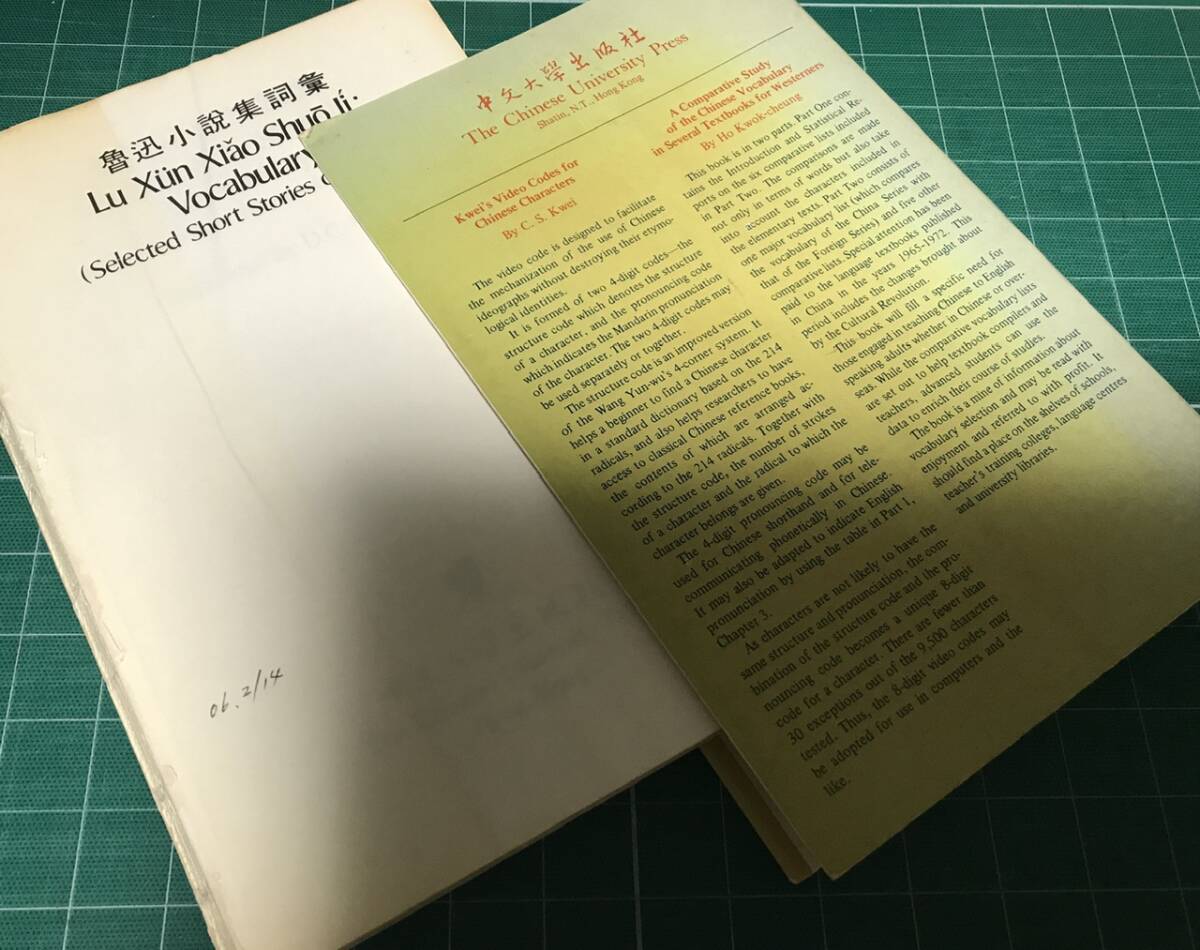 魯迅小說集詞彙
Lu Xün Xiǎo Shuō Jí
Vocabulary
(Selected Short Stories
06.2/14
中文大學出版社
The Chinese University Press
Shatin, N.T., Hong Kong
Kwei's Video Codes for
Chinese Characters
By C. S. Kwei
The video code is designed to facilitate
the mechanization of the use of Chinese
ideographs without destroying their etymo-
logical identities.
It is formed of two 4-digit codes—the
structure code which denotes the structure
of a character, and the pronouncing code
which indicates the Mandarin pronunciation
of the character. The two 4-digit codes may
be used separately or together.
The structure code is an improved version
of the Wang Yun-wu's 4-corner system. It
helps a beginner to find a Chinese character
in a standard dictionary based on the 214
radicals, and also helps researchers to have
access to classical Chinese reference books,
the contents of which are arranged ac-
cording to the 214 radicals. Together with
the structure code, the number of strokes
of a character and the radical to which the
character belongs are given.
The 4-digit pronouncing code may be
used for Chinese shorthand and for tele-
communicating phonetically in Chinese.
It may also be adapted to indicate English
pronunciation by using the table in Part 1,
Chapter 3.
As characters are not likely to have the
same structure and pronunciation, the com-
bination of the structure code and the pro-
nouncing code becomes a unique 8-digit
code for a character. There are fewer than
30 exceptions out of the 9,500 characters
tested. Thus, the 8-digit video codes may
be adopted for use in computers and the
like.
A Comparative Study
of the Chinese Vocabulary
in Several Textbooks for Westerners
By Ho Kwok-cheung
This book is in two parts. Part One con-
tains the Introduction and Statistical Re-
ports on the six comparative lists included
in Part Two. The comparisons are made
not only in terms of words but also take
into account the characters included in
the elementary texts. Part Two consists of
one major vocabulary list (which compares
the vocabulary of the China Series with
that of the Foreign Series) and five other
comparative lists. Special attention has been
paid to the language textbooks published
in China in the years 1965-1972. This
period includes the changes brought about
by the Cultural Revolution.
This book will fill a specific need for
those engaged in teaching Chinese to English
speaking adults whether in Chinese or over-
seas. While the comparative vocabulary lists
are set out to help textbook compilers and
teachers, advanced students can use the
data to enrich their course of studies.
The book is a mine of information about
vocabulary selection and may be read with
enjoyment and referred to with profit. It
should find a place on the shelves of schools,
teacher's training colleges, language centres
and university libraries.